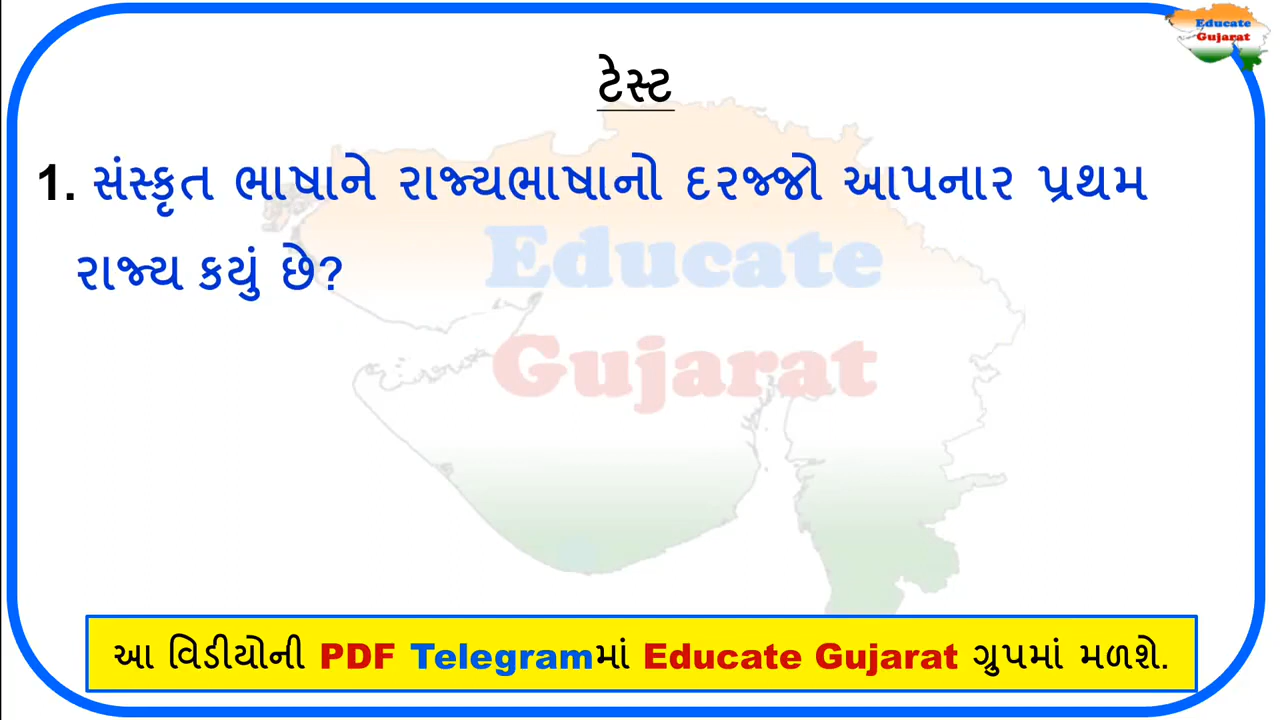 Educate
Gujarat
ટેસ્ટ
1. સંસ્કૃત ભાષાને રાજ્યભાષાનો દરજ્જો આપનાર પ્રથમ
રાજ્ય કયું છે?
Educate
Gujarat
આ વિડીયોની PDF Telegramમાં Educate Gujarat ગ્રુપમાં મળશે.